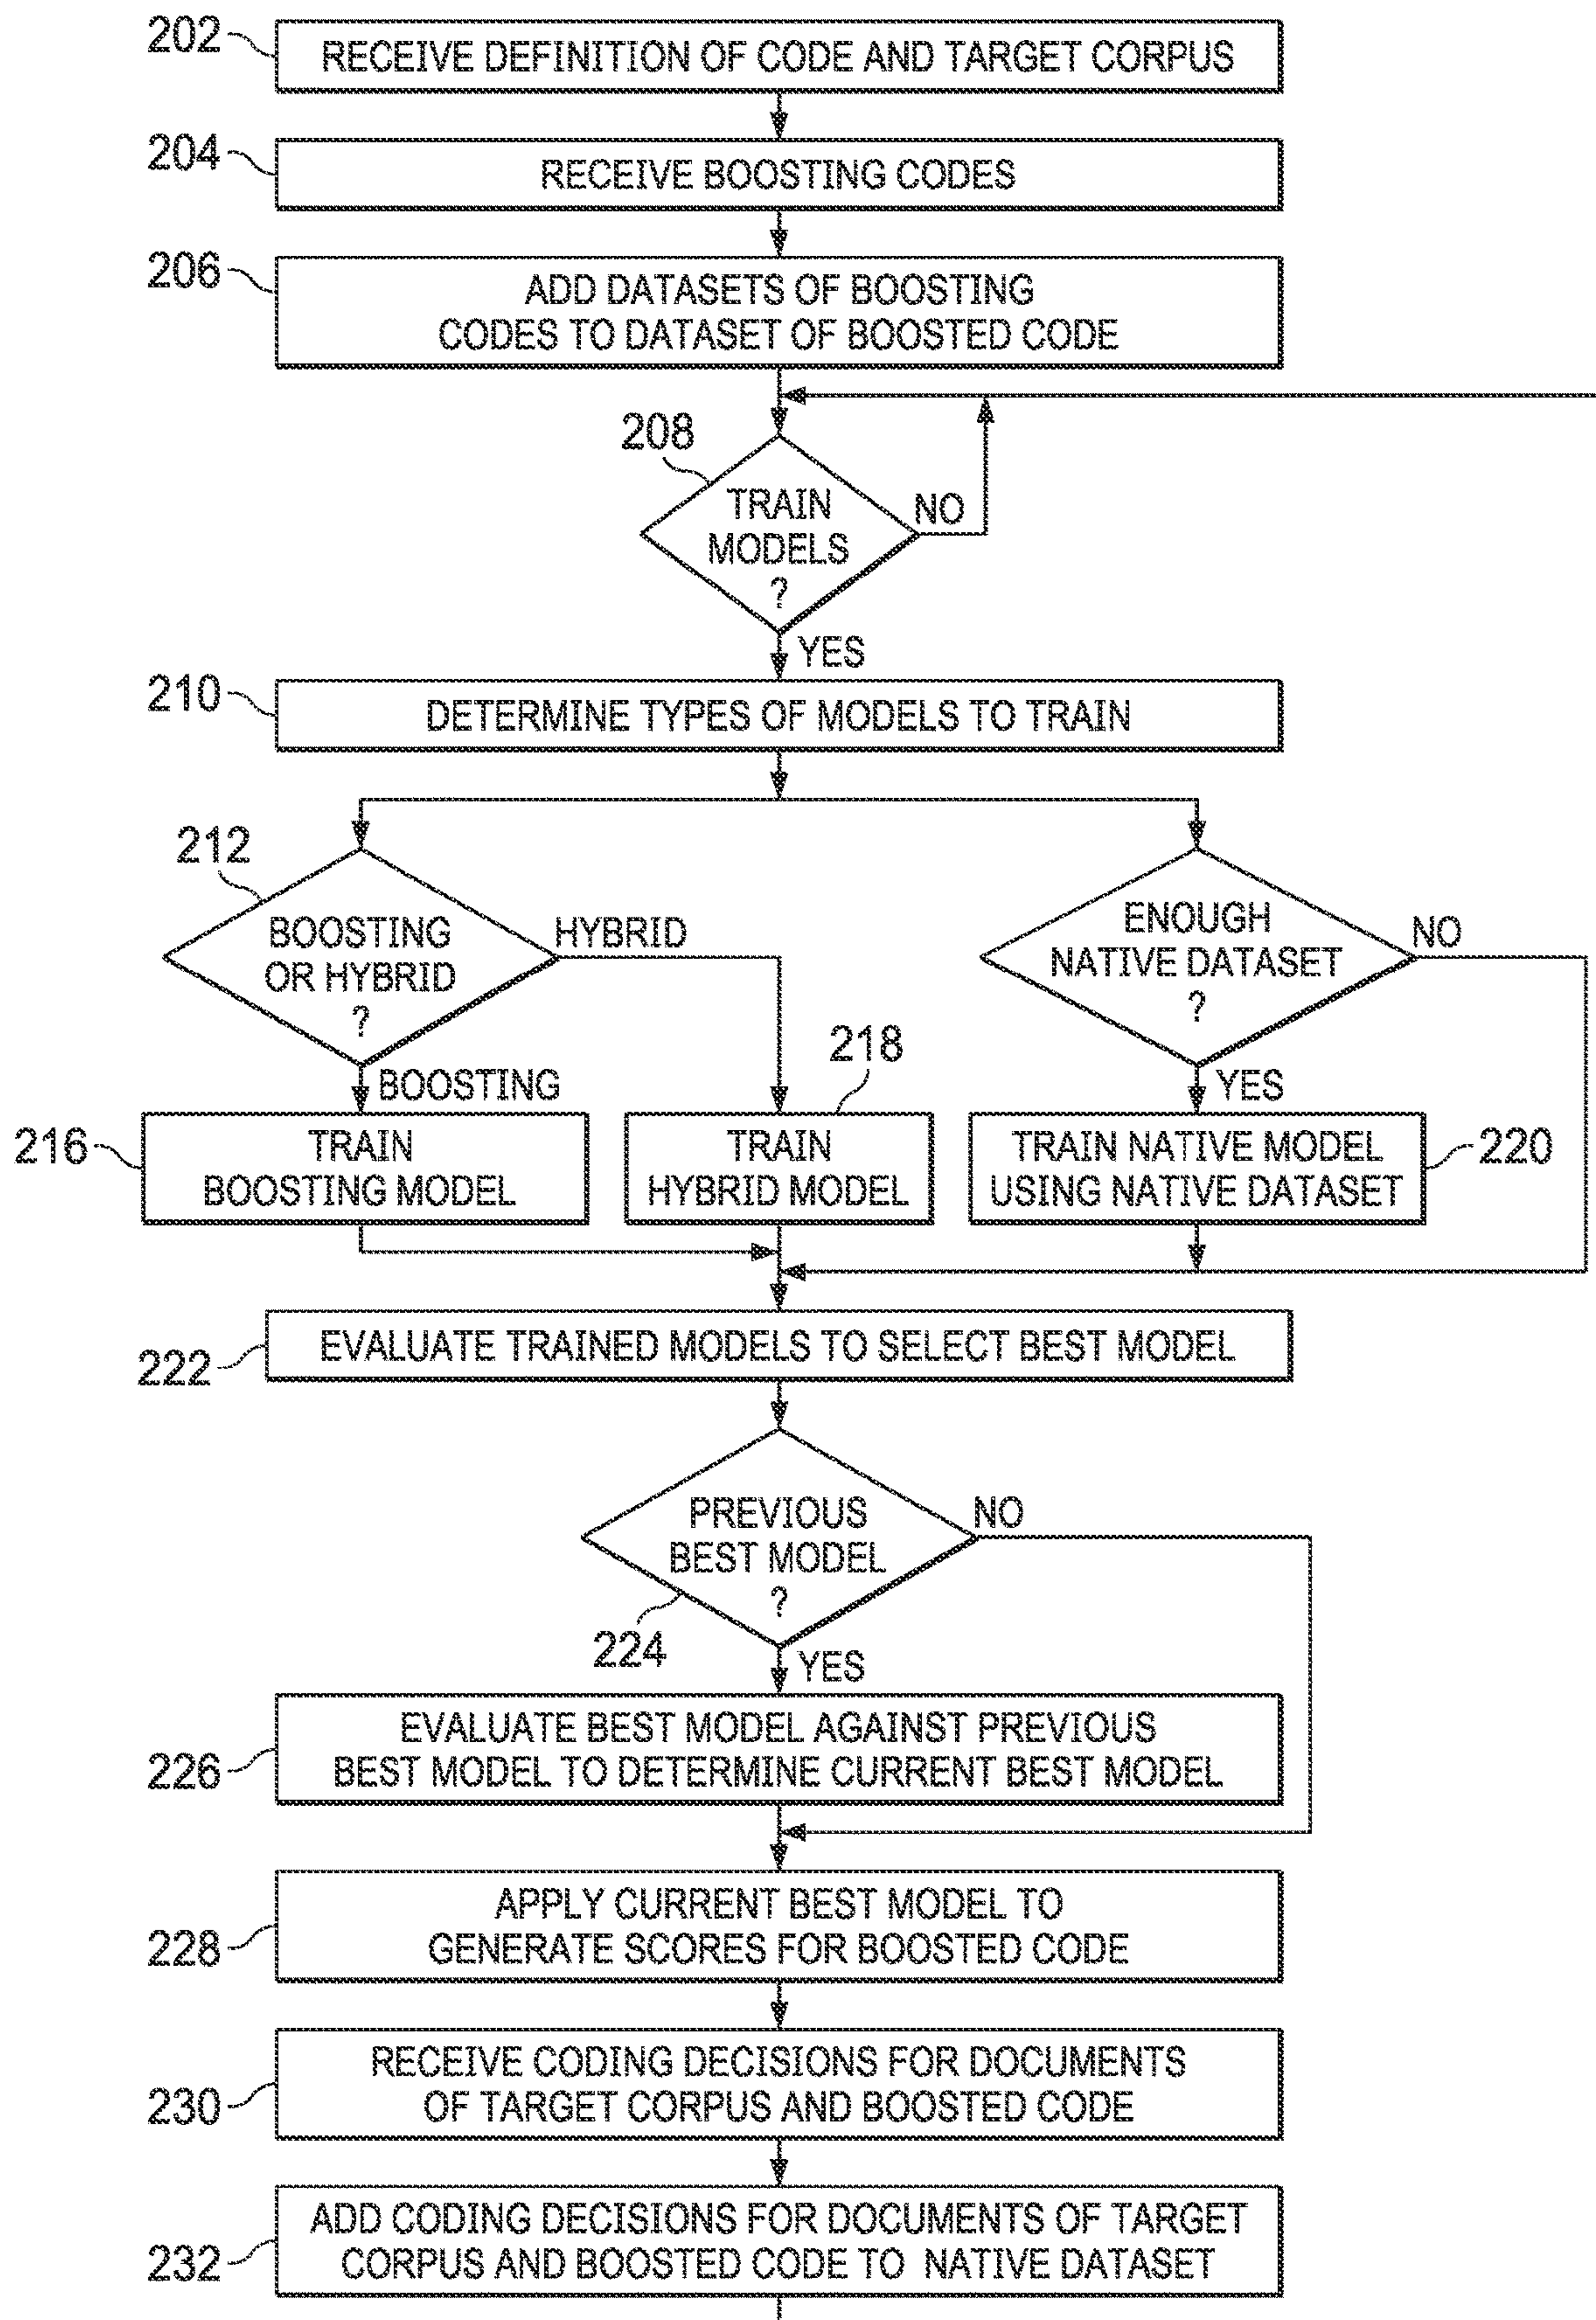 202
RECEIVE DEFINITION OF CODE AND TARGET CORPUS
204
RECEIVE BOOSTING CODES
206
ADD DATASETS OF BOOSTING
CODES TO DATASET OF BOOSTED CODE
208
TRAIN
MODELS
?
NO
YES
210
DETERMINE TYPES OF MODELS TO TRAIN
212
BOOSTING
OR HYBRID
?
HYBRID
BOOSTING
ENOUGH
NATIVE DATASET
?
NO
YES
216
TRAIN
BOOSTING MODEL
218
TRAIN
HYBRID MODEL
TRAIN NATIVE MODEL
USING NATIVE DATASET
220
222
EVALUATE TRAINED MODELS TO SELECT BEST MODEL
PREVIOUS
BEST MODEL
?
NO
224
YES
226
EVALUATE BEST MODEL AGAINST PREVIOUS
BEST MODEL TO DETERMINE CURRENT BEST MODEL
228
APPLY CURRENT BEST MODEL TO
GENERATE SCORES FOR BOOSTED CODE
230
RECEIVE CODING DECISIONS FOR DOCUMENTS
OF TARGET CORPUS AND BOOSTED CODE
232
ADD CODING DECISIONS FOR DOCUMENTS OF TARGET
CORPUS AND BOOSTED CODE TO NATIVE DATASET